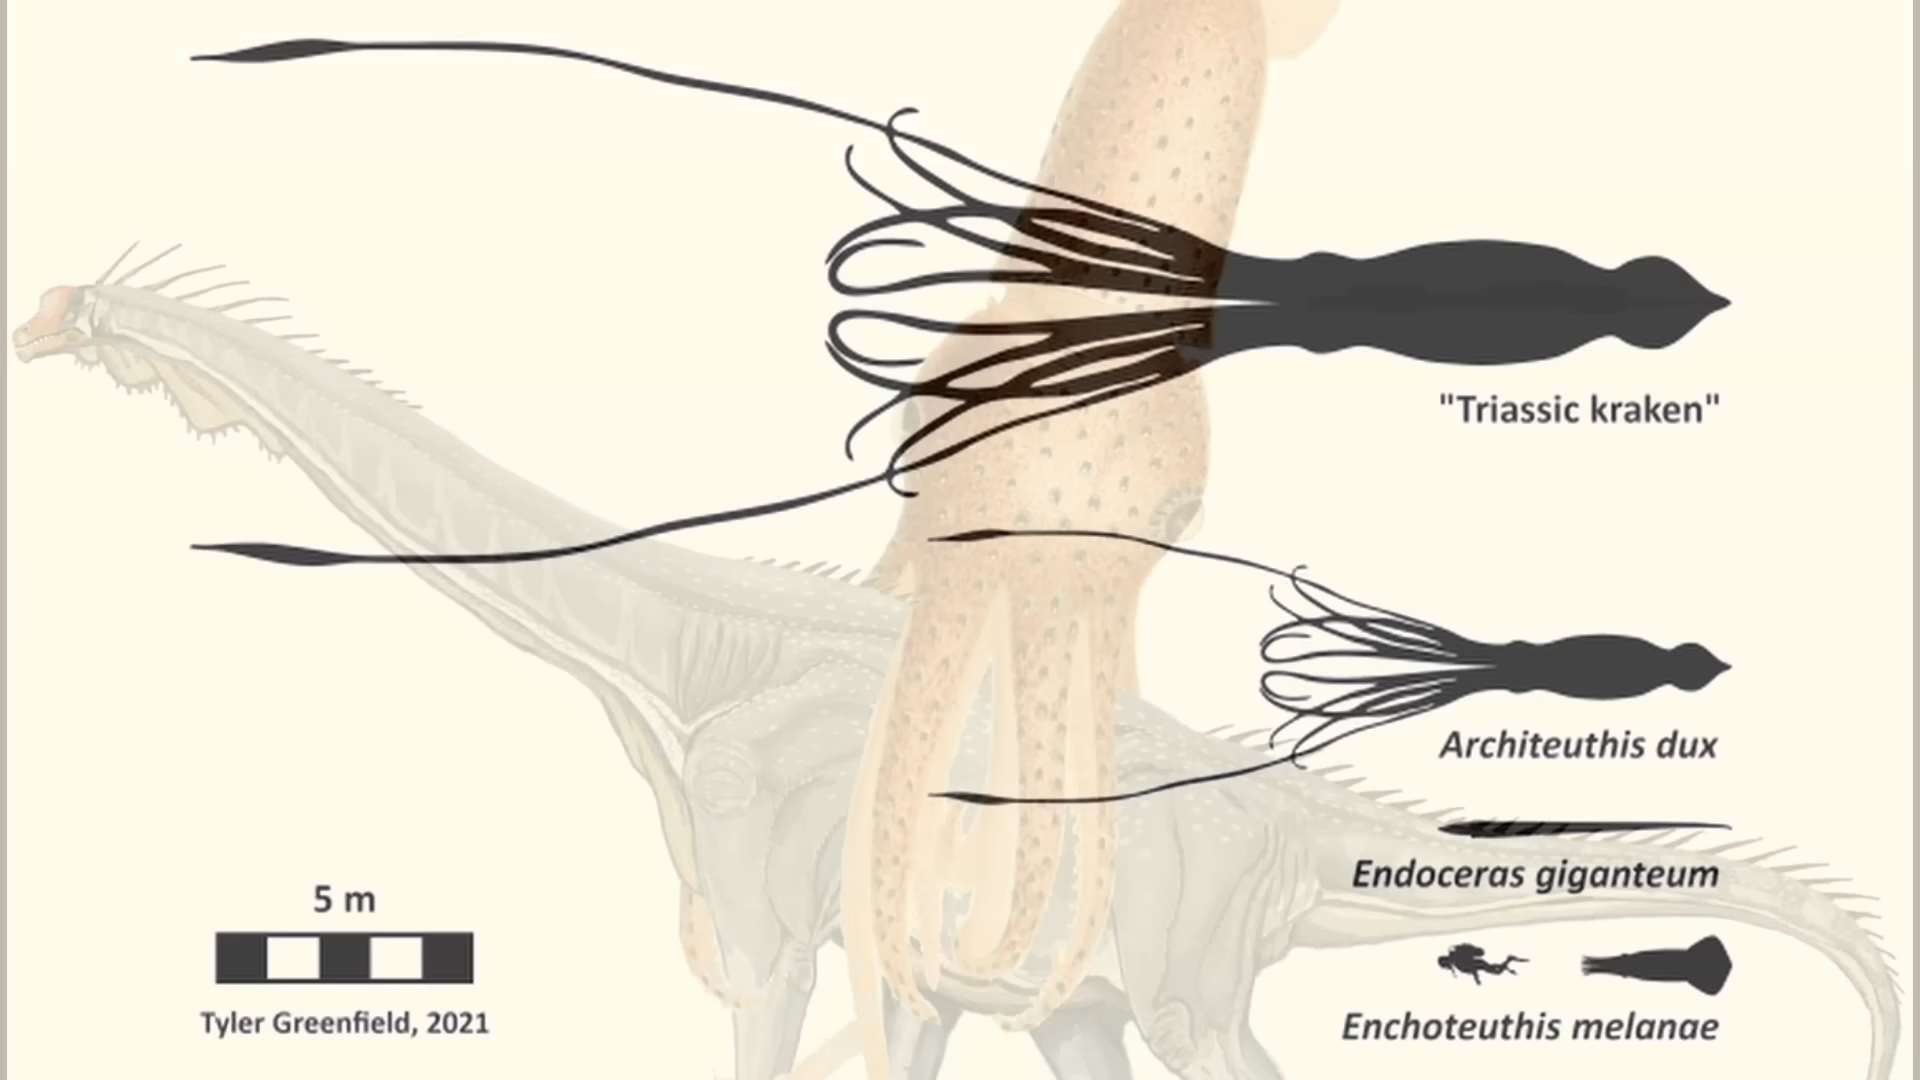 "Triassic kraken"
Architeuthis dux
Endoceras giganteum
5 m
Tyler Greenfield, 2021
Enchoteuthis melanae